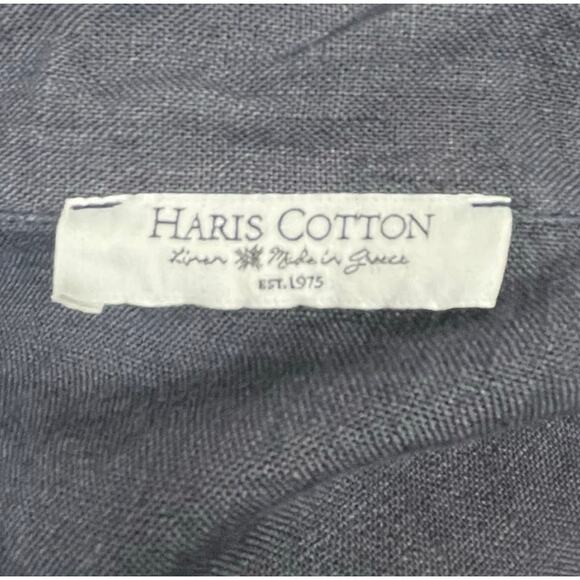 HARIS COTTON
Linen Made in Greece
EST. 1975